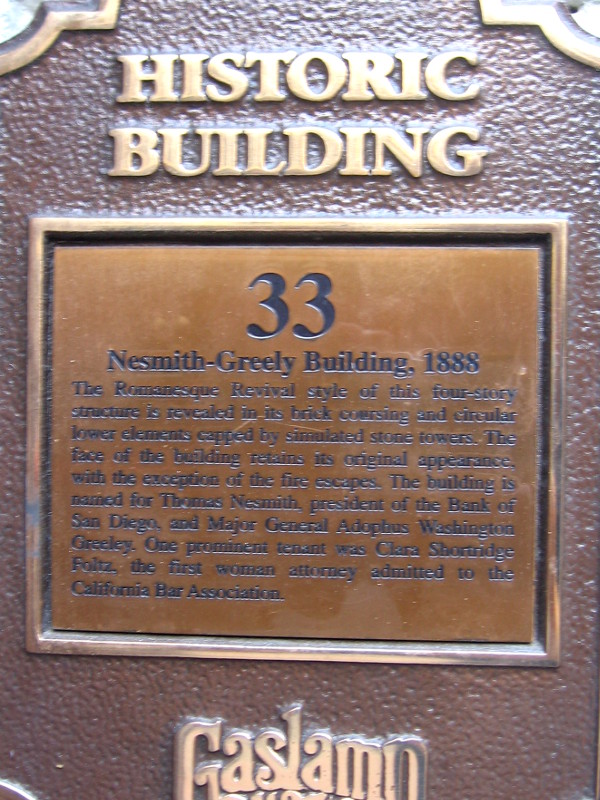 HISTORIC
BUILDING
33
Nesmith-Greely Building, 1888
The Romanesque Revival style of this four-story
structure is revealed in its brick coursing and circular
lower elements capped by simulated stone towers. The
face of the building retains its original appearance,
with the exception of the fire escapes. The building is
named for Thomas Nesmith, president of the Bank of
San Diego, and Major General Adophus Washington
Greeley. One prominent tenant was Clara Shortridge
Foltz, the first woman attorney admitted to the
California Bar Association.
Gaslamp